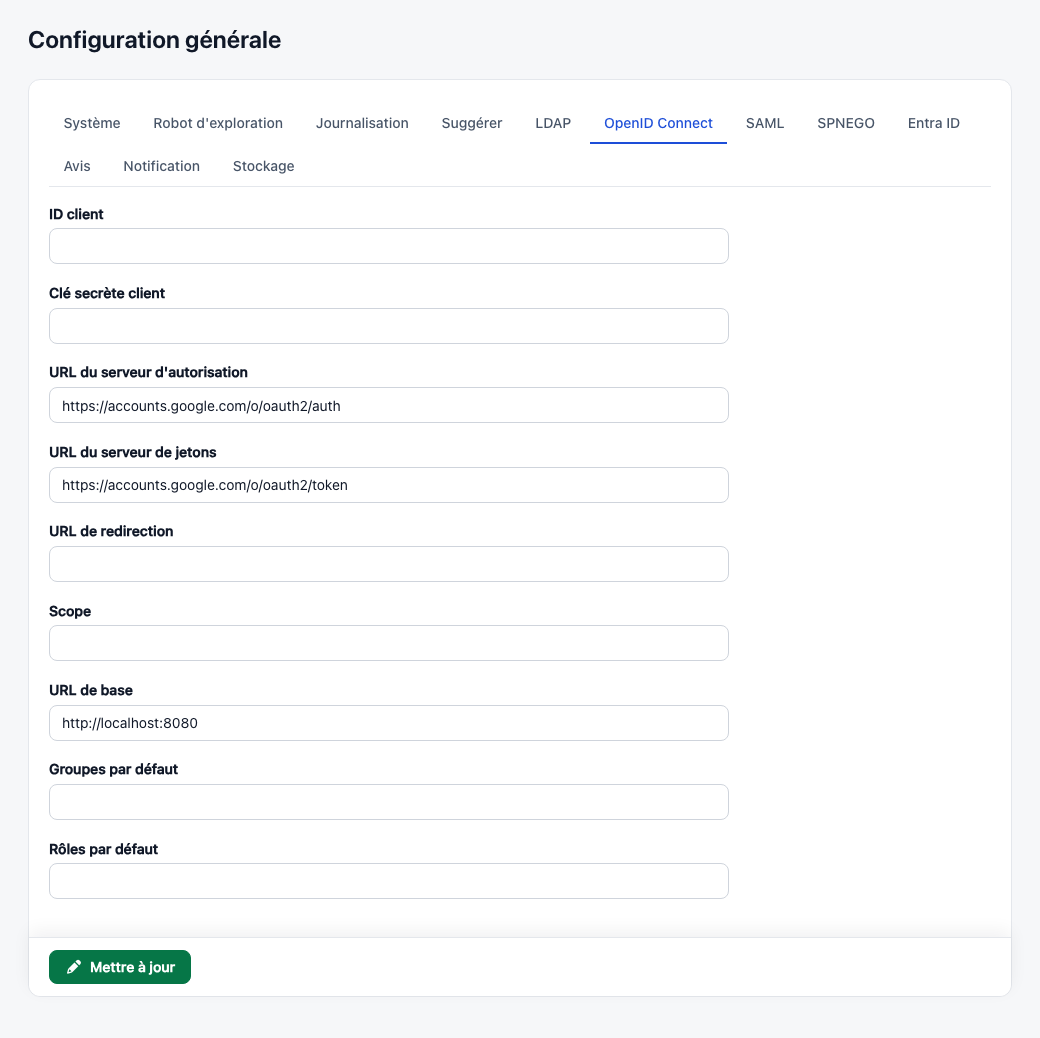 Configuration générale
Système Robot d'exploration Journalisation Suggérer LDAP OpenID Connect SAML SPNEGO Entra ID
Avis Notification Stockage
ID client
Clé secrète client
URL du serveur d'autorisation
https://accounts.google.com/o/oauth2/auth
URL du serveur de jetons
https://accounts.google.com/o/oauth2/token
URL de redirection
Scope
URL de base
http://localhost:8080
Groupes par défaut
Rôles par défaut
Mettre à jour